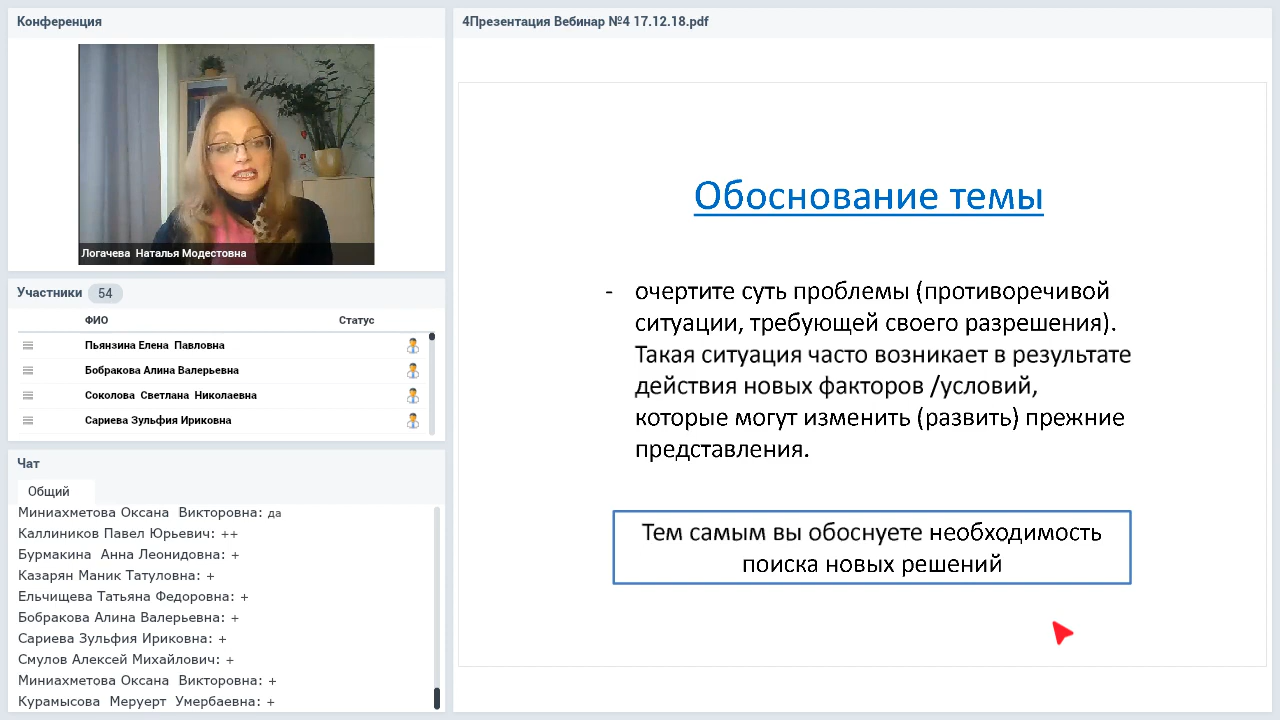 Конференция
Логачева Наталья Модестовна
Участники 54
ФИО Статус
Пьянзина Елена Павловна
Бобракова Алина Валерьевна
Соколова Светлана Николаевна
Сариева Зульфия Ириковна
Чат
Общий
Миниахметова Оксана Викторовна: да
Каллиников Павел Юрьевич: ++
Бурмакина Анна Леонидовна: +
Казарян Маник Татуловна: +
Ельчищева Татьяна Федоровна: +
Бобракова Алина Валерьевна: +
Сариева Зульфия Ириковна: +
Смулов Алексей Михайлович: +
Миниахметова Оксана Викторовна: +
Курамысова Меруерт Умербаевна: +
4Презентация Вебинар №4 17.12.18.pdf
Обоснование темы
- очертите суть проблемы (противоречивой
ситуации, требующей своего разрешения).
Такая ситуация часто возникает в результате
действия новых факторов /условий,
которые могут изменить (развить) прежние
представления.
Тем самым вы обоснуете необходимость
поиска новых решений